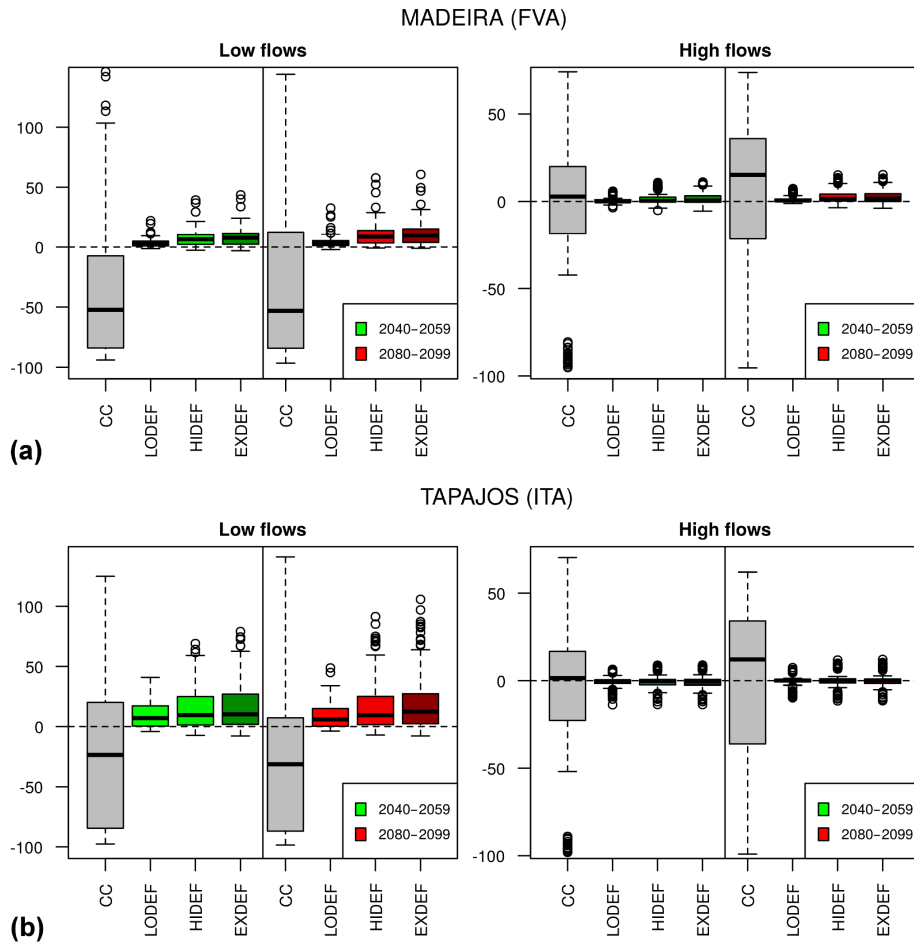 MADEIRA (FVA)
Low flows
High flows
100
50
0
-50
-100
50
0
-50
-100
2040-2059
2080-2099
2040-2059
2080-2099
CC
LODEF
HIDEF
EXDEF
CC
LODEF
HIDEF
EXDEF
CC
LODEF
HIDEF
EXDEF
CC
LODEF
HIDEF
EXDEF
(a)
TAPAJOS (ITA)
Low flows
High flows
100
50
0
-50
-100
50
0
-50
-100
2040-2059
2080-2099
2040-2059
2080-2099
CC
LODEF
HIDEF
EXDEF
CC
LODEF
HIDEF
EXDEF
CC
LODEF
HIDEF
EXDEF
CC
LODEF
HIDEF
EXDEF
(b)